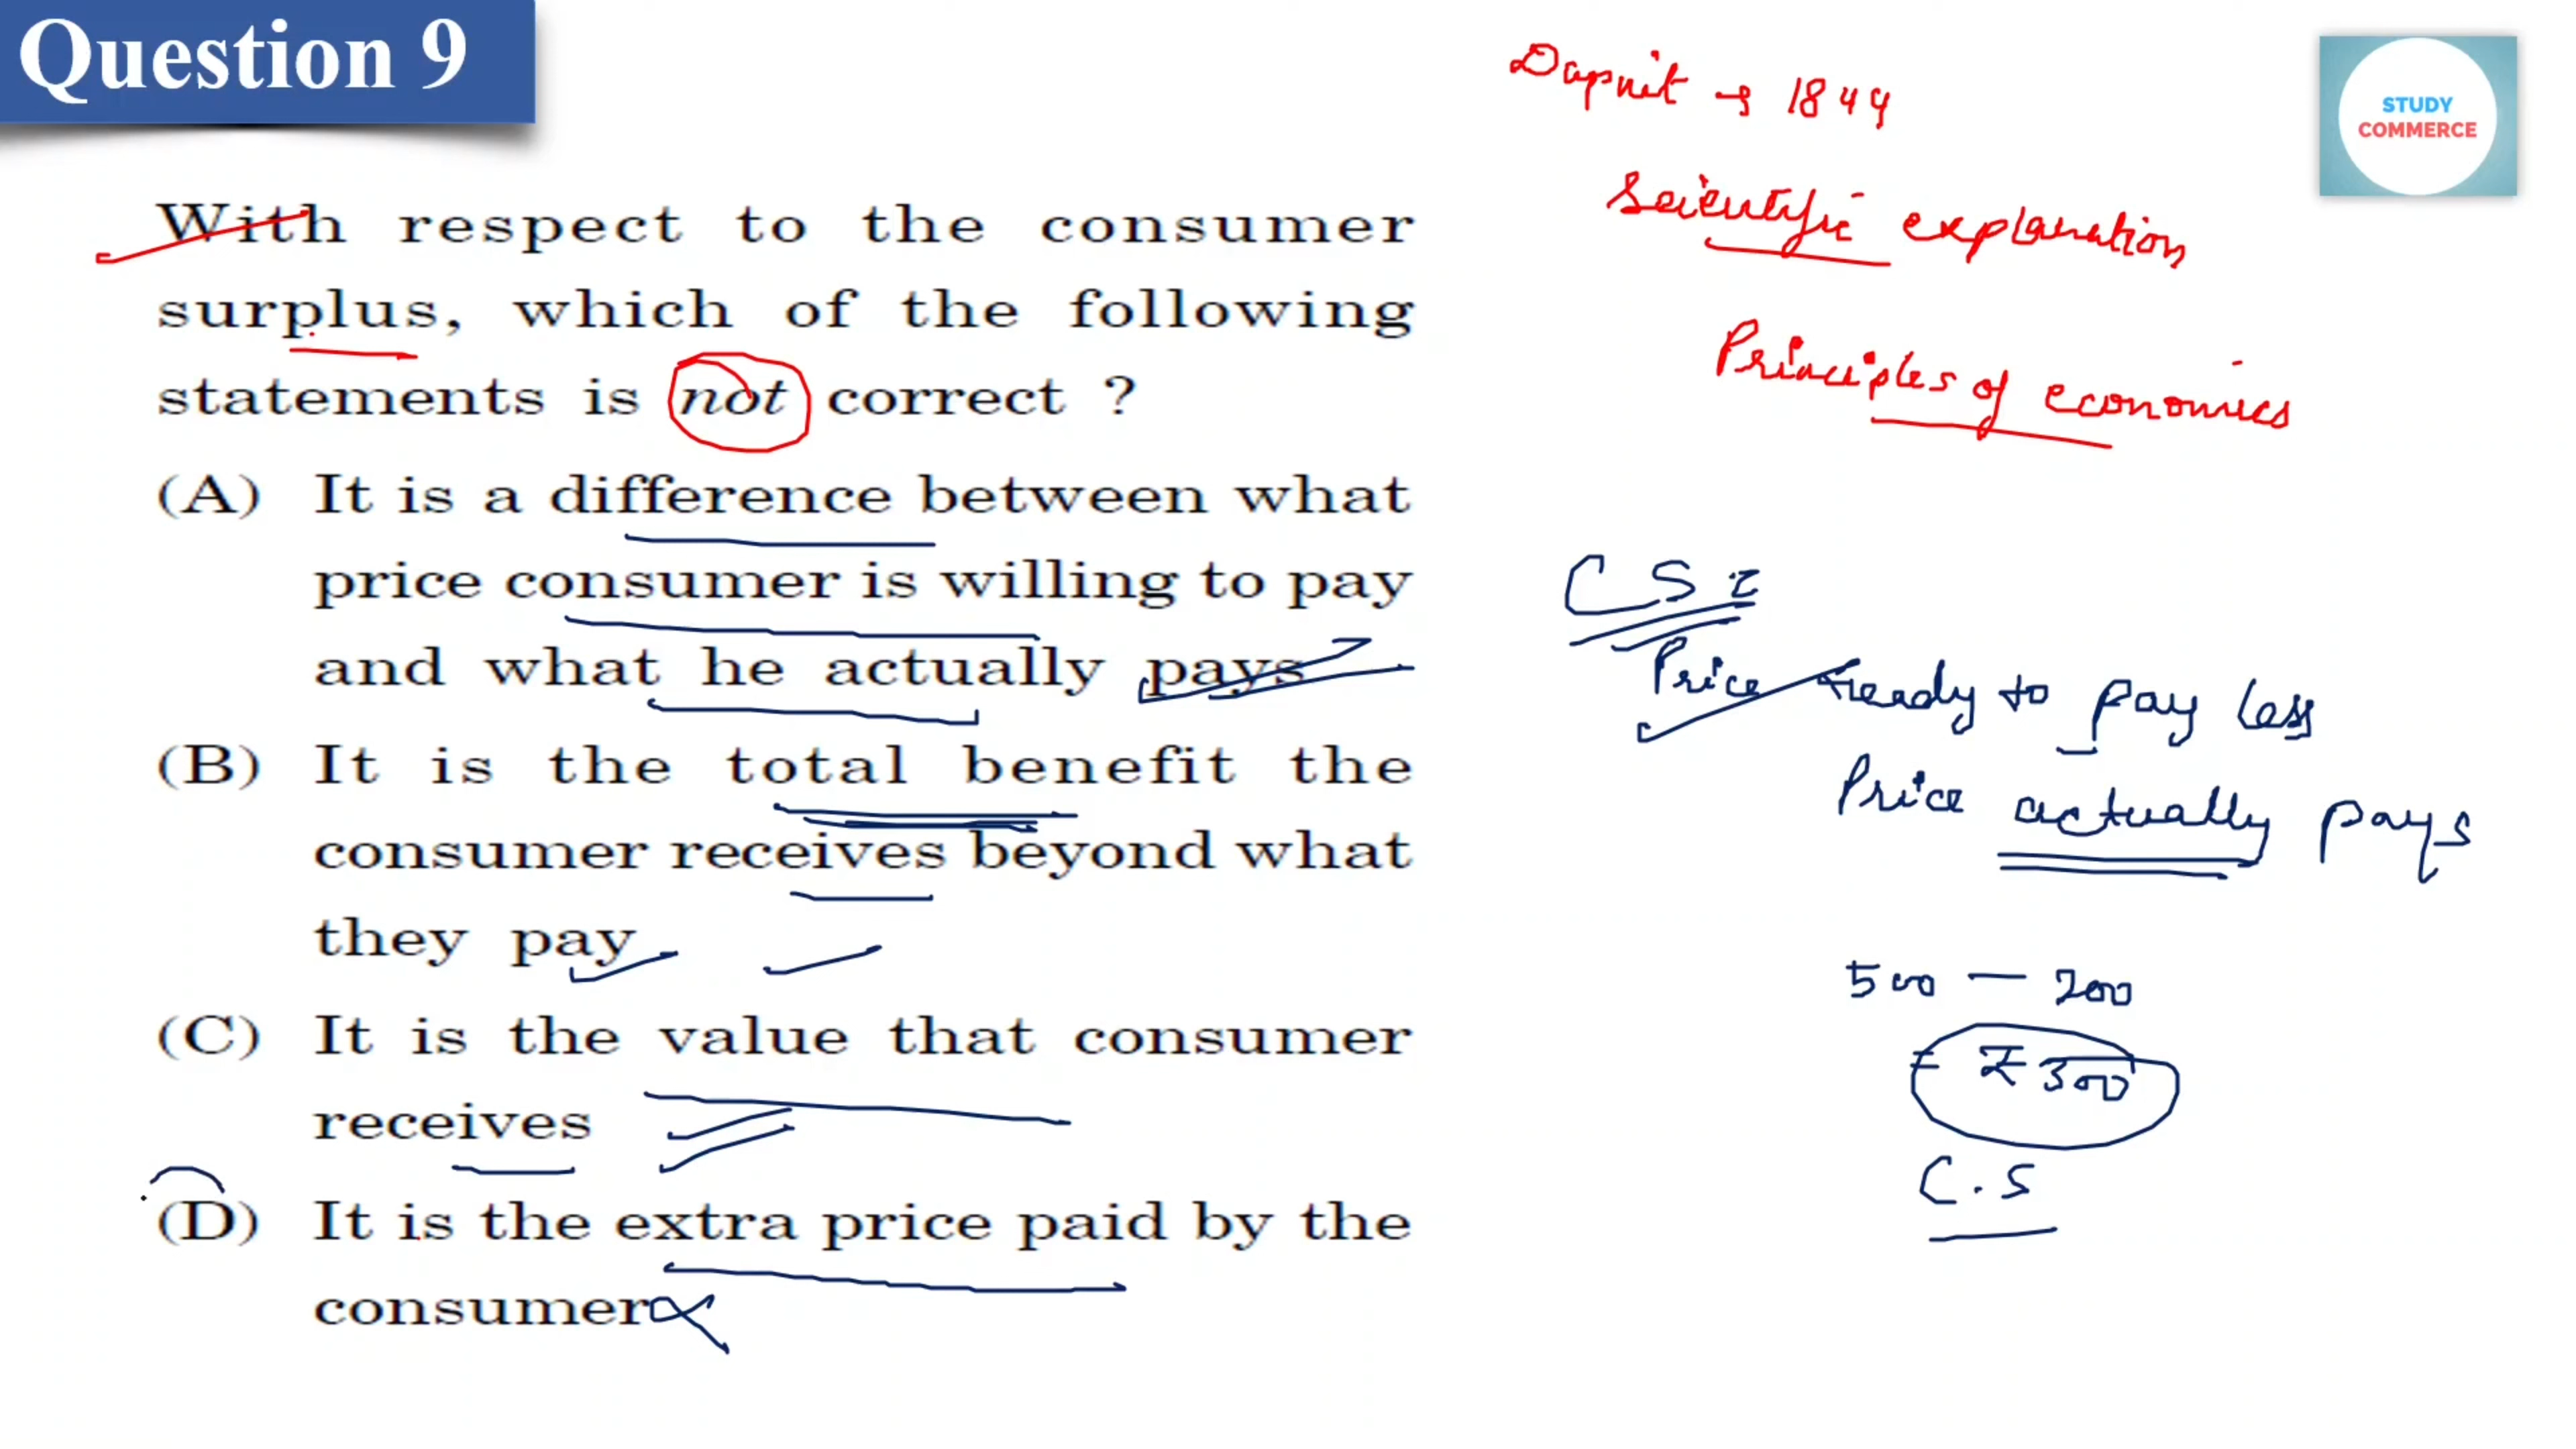 Question 9
With respect to the consumer
surplus, which of the following
statements is not correct ?
(A) It is a difference between what
price consumer is willing to pay
and what he actually pays
(B) It is the total benefit the
consumer receives beyond what
they pay
(C) It is the value that consumer
receives
(D) It is the extra price paid by the
consumer
Dapuit → 1844
Scientific explanation
Principles of economics
CS =
Price ready to pay less
Price actually pays
500 — 200
= ₹300
C.S
STUDY
COMMERCE